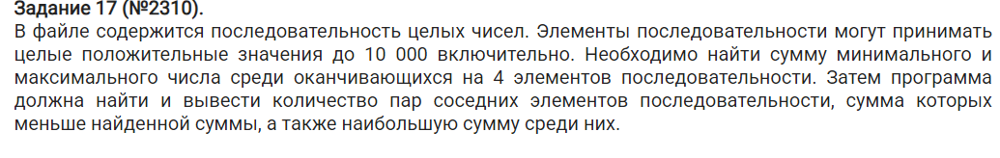 Задание 17 (№2310).
В файле содержится последовательность целых чисел. Элементы последовательности могут принимать
целые положительные значения до 10 000 включительно. Необходимо найти сумму минимального и
максимального числа среди оканчивающихся на 4 элементов последовательности. Затем программа
должна найти и вывести количество пар соседних элементов последовательности, сумма которых
меньше найденной суммы, а также наибольшую сумму среди них.